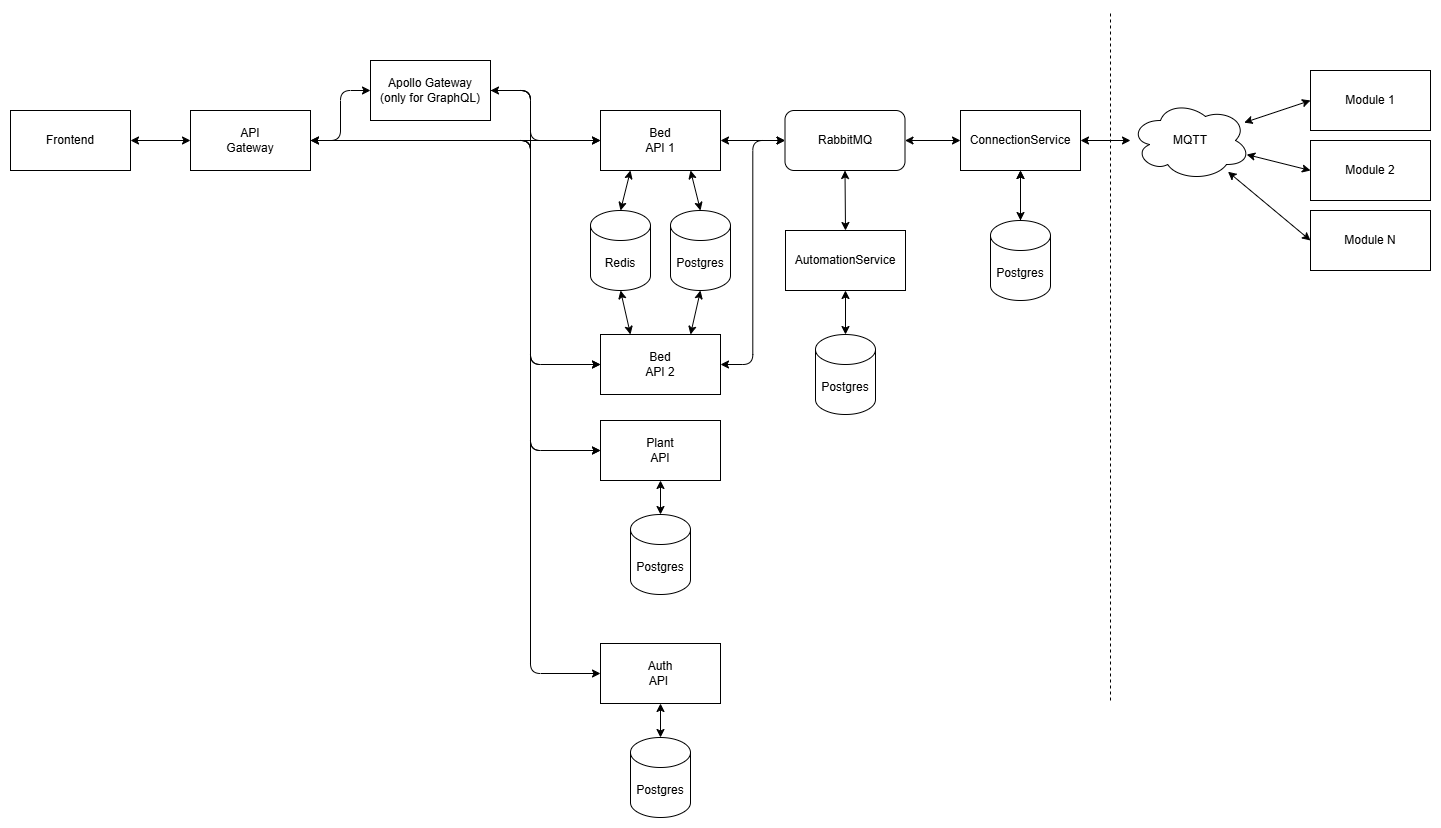 Frontend
API
Gateway
Apollo Gateway
(only for GraphQL)
Bed
API 1
RabbitMQ
ConnectionService
MQTT
Module 1
Module 2
Module N
Redis
Postgres
AutomationService
Postgres
Bed
API 2
Postgres
Plant
API
Postgres
Auth
API
Postgres